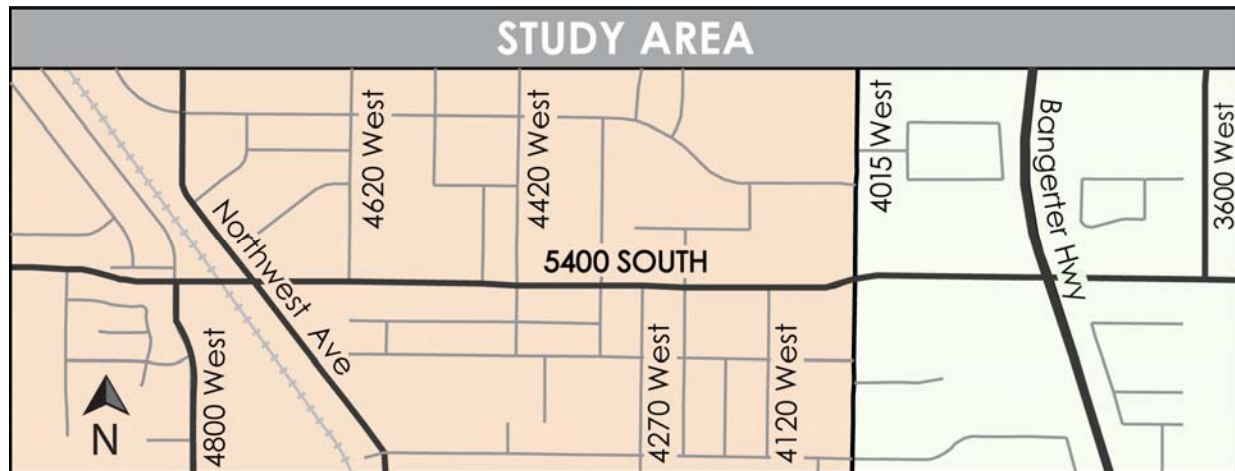 STUDY AREA
4620 West
4420 West
4015 West
Bangerter Hwy
3600 West
Northwest Ave
5400 SOUTH
4800 West
4270 West
4120 West
N